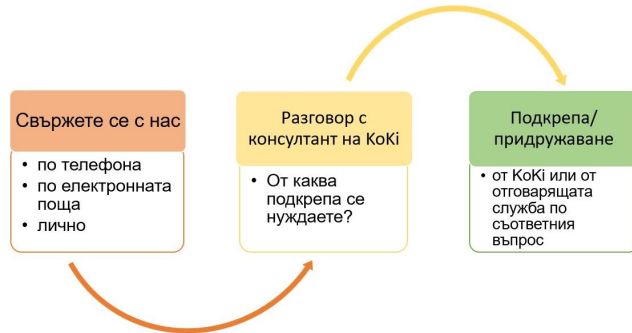 Свържете се с нас
• по телефона
• по електронната
поща
• лично
Разговор с
консултант на KoKi
• От каква
подкрепа се
нуждаете?
Подкрепа/
придружаване
• от KoKi или от
отговарящата
служба по
съответния
въпрос